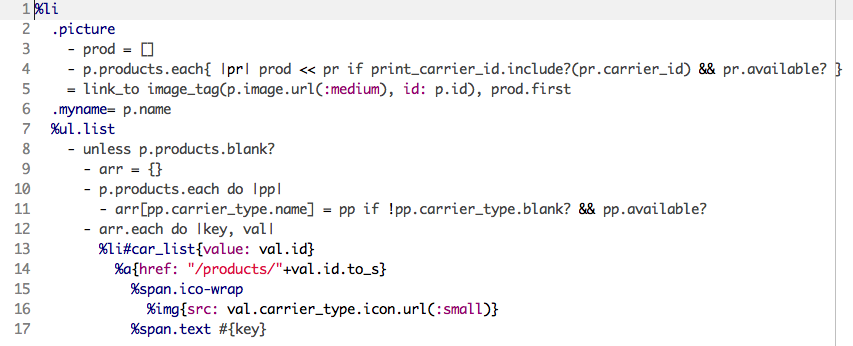 1 %li
2   .picture
3     - prod = []
4     - p.products.each{ |pr| prod << pr if print_carrier_id.include?(pr.carrier_id) && pr.available? }
5     = link_to image_tag(p.image.url(:medium), id: p.id), prod.first
6   .myname= p.name
7   %ul.list
8     - unless p.products.blank?
9       - arr = {}
10       - p.products.each do |pp|
11         - arr[pp.carrier_type.name] = pp if !pp.carrier_type.blank? && pp.available?
12       - arr.each do |key, val|
13         %li#car_list{value: val.id}
14           %a{href: "/products/"+val.id.to_s}
15             %span.ico-wrap
16               %img{src: val.carrier_type.icon.url(:small)}
17             %span.text #{key}